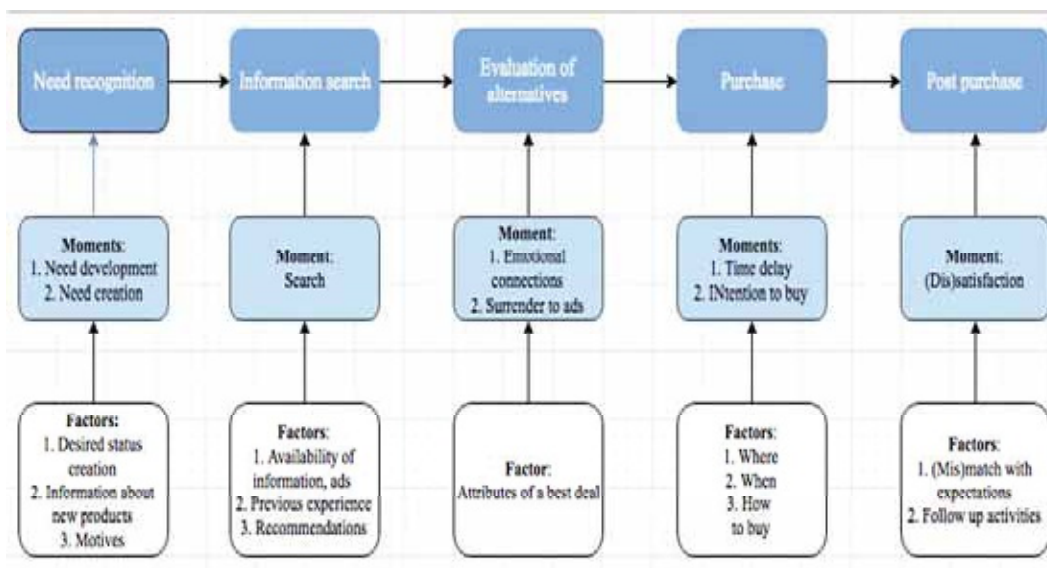 Need recognition
Information search
Evaluation of
alternatives
Purchase
Post purchase
Moments:
1. Need development
2. Need creation
Moment:
Search
Moment:
1. Emotional
connections
2. Surrender to ads
Moments:
1. Time delay
2. INtention to buy
Moment:
(Dis)satisfaction
Factors:
1. Desired status
creation
2. Information about
new products
3. Motives
Factors:
1. Availability of
information, ads
2. Previous experience
3. Recommendations
Factor:
Attributes of a best deal
Factors:
1. Where
2. When
3. How
to buy
Factors:
1. (Mis)match with
expectations
2. Follow up activities